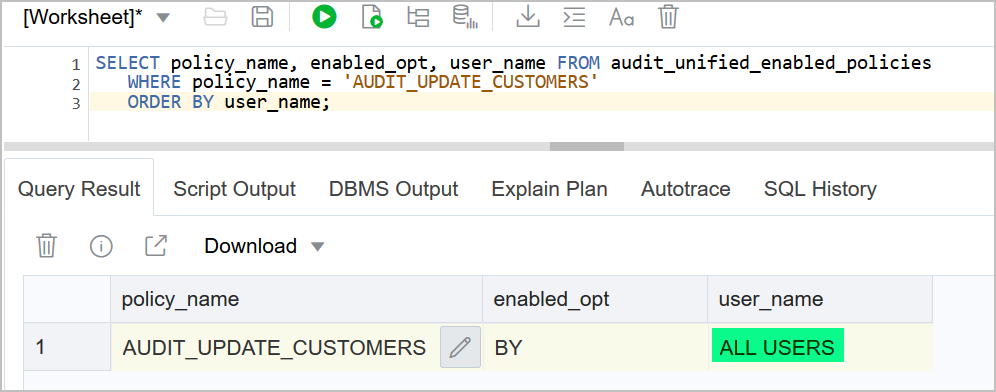 [Worksheet]*
Aa
1 SELECT policy_name, enabled_opt, user_name FROM audit_unified_enabled_policies
2 WHERE policy_name = 'AUDIT_UPDATE_CUSTOMERS'
3 ORDER BY user_name;
Query Result Script Output DBMS Output Explain Plan Autotrace SQL History
Download
policy_name enabled_opt user_name
1 AUDIT_UPDATE_CUSTOMERS BY ALL USERS